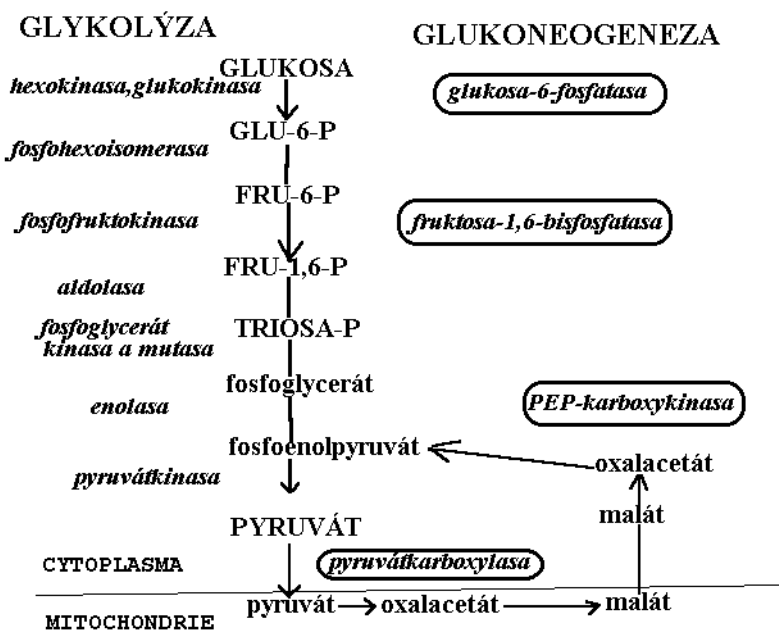 GLYKOLÝZA
GLUKONEOGENEZA
GLUKOSA
hexokinasa,glukokinasa
glukosa-6-fosfatasa
GLU-6-P
fosfohexoisomerasa
FRU-6-P
fosfofruktokinasa
fruktosa-1,6-bisfosfatasa
FRU-1,6-P
aldolasa
fosfoglycerát
kinasa a mutasa
TRIOSA-P
fosfoglycerát
enolasa
PEP-karboxykinasa
fosfoenolpyruvát
oxalacetát
pyruvátkinasa
malát
PYRUVÁT
CYTOPLASMA
pyruvátkarboxylasa
pyruvát
oxalacetát
malát
MITOCHONDRIE